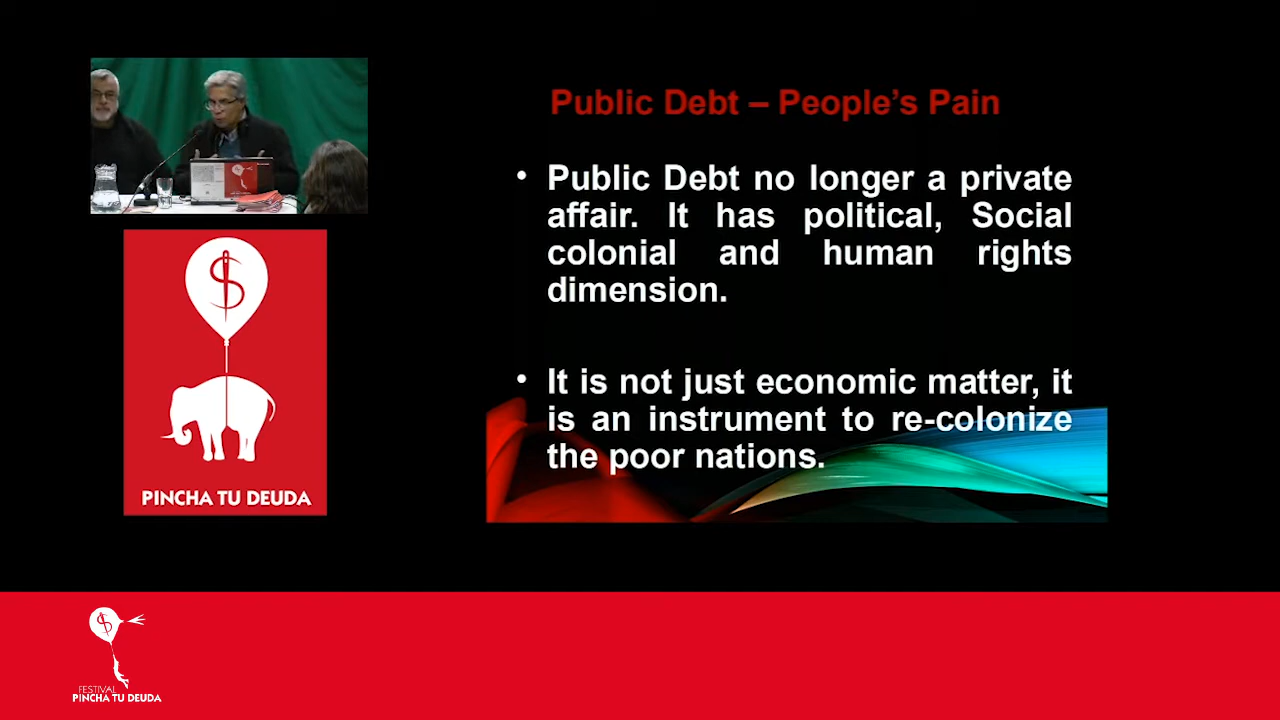 Public Debt – People’s Pain
• Public Debt no longer a private
affair. It has political, Social
colonial and human rights
dimension.
• It is not just economic matter, it
is an instrument to re-colonize
the poor nations.
$
PINCHA TU DEUDA
$
FESTIVAL
PINCHA TU DEUDA